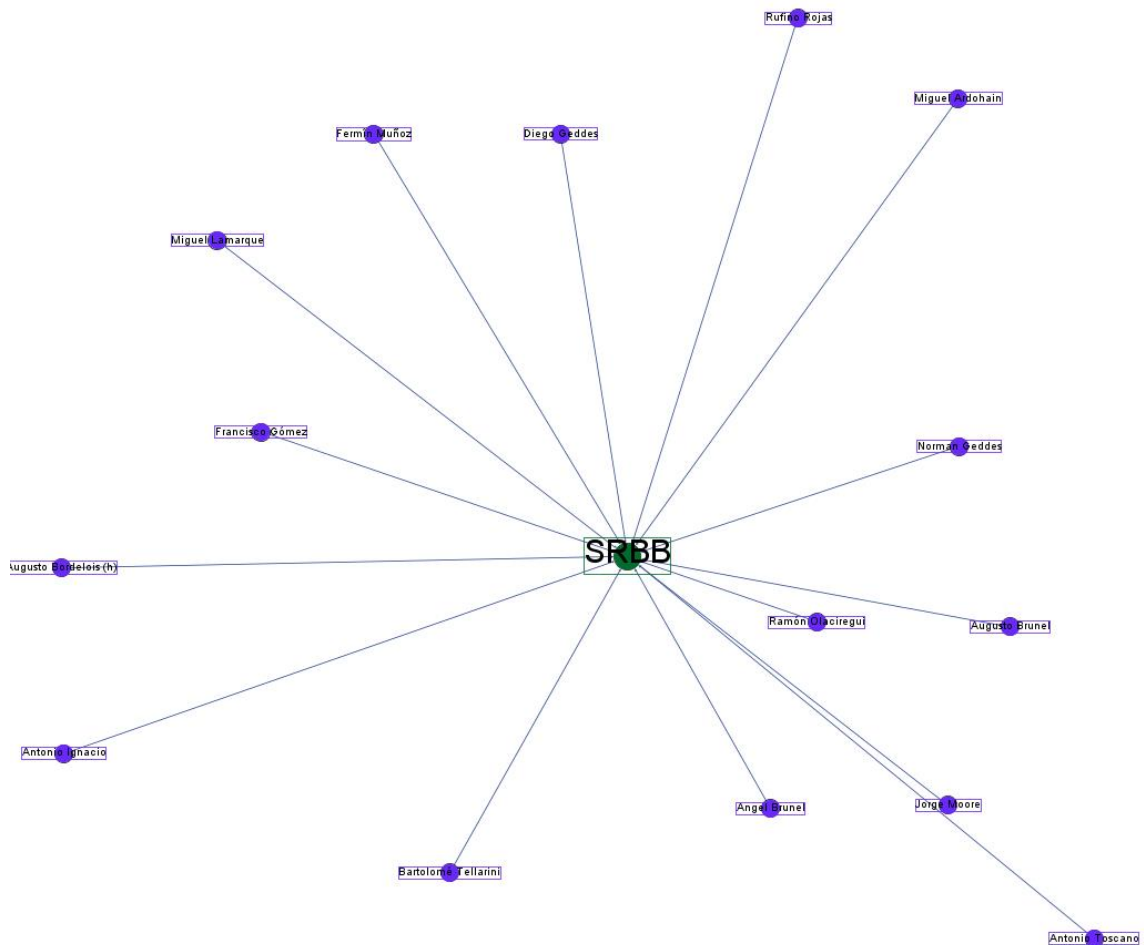 Rufino Rojas
Miguel Ardohain
Fermín Muñoz
Diego Geddes
Miguel Lamarque
Francisco Gómez
Norman Geddes
SRBB
Augusto Bordelois (h)
Ramón Olaciregui
Augusto Brunel
Antonio Ignacio
Jorge Moore
Angel Brunel
Bartolomé Tellarini
Antonio Toscano